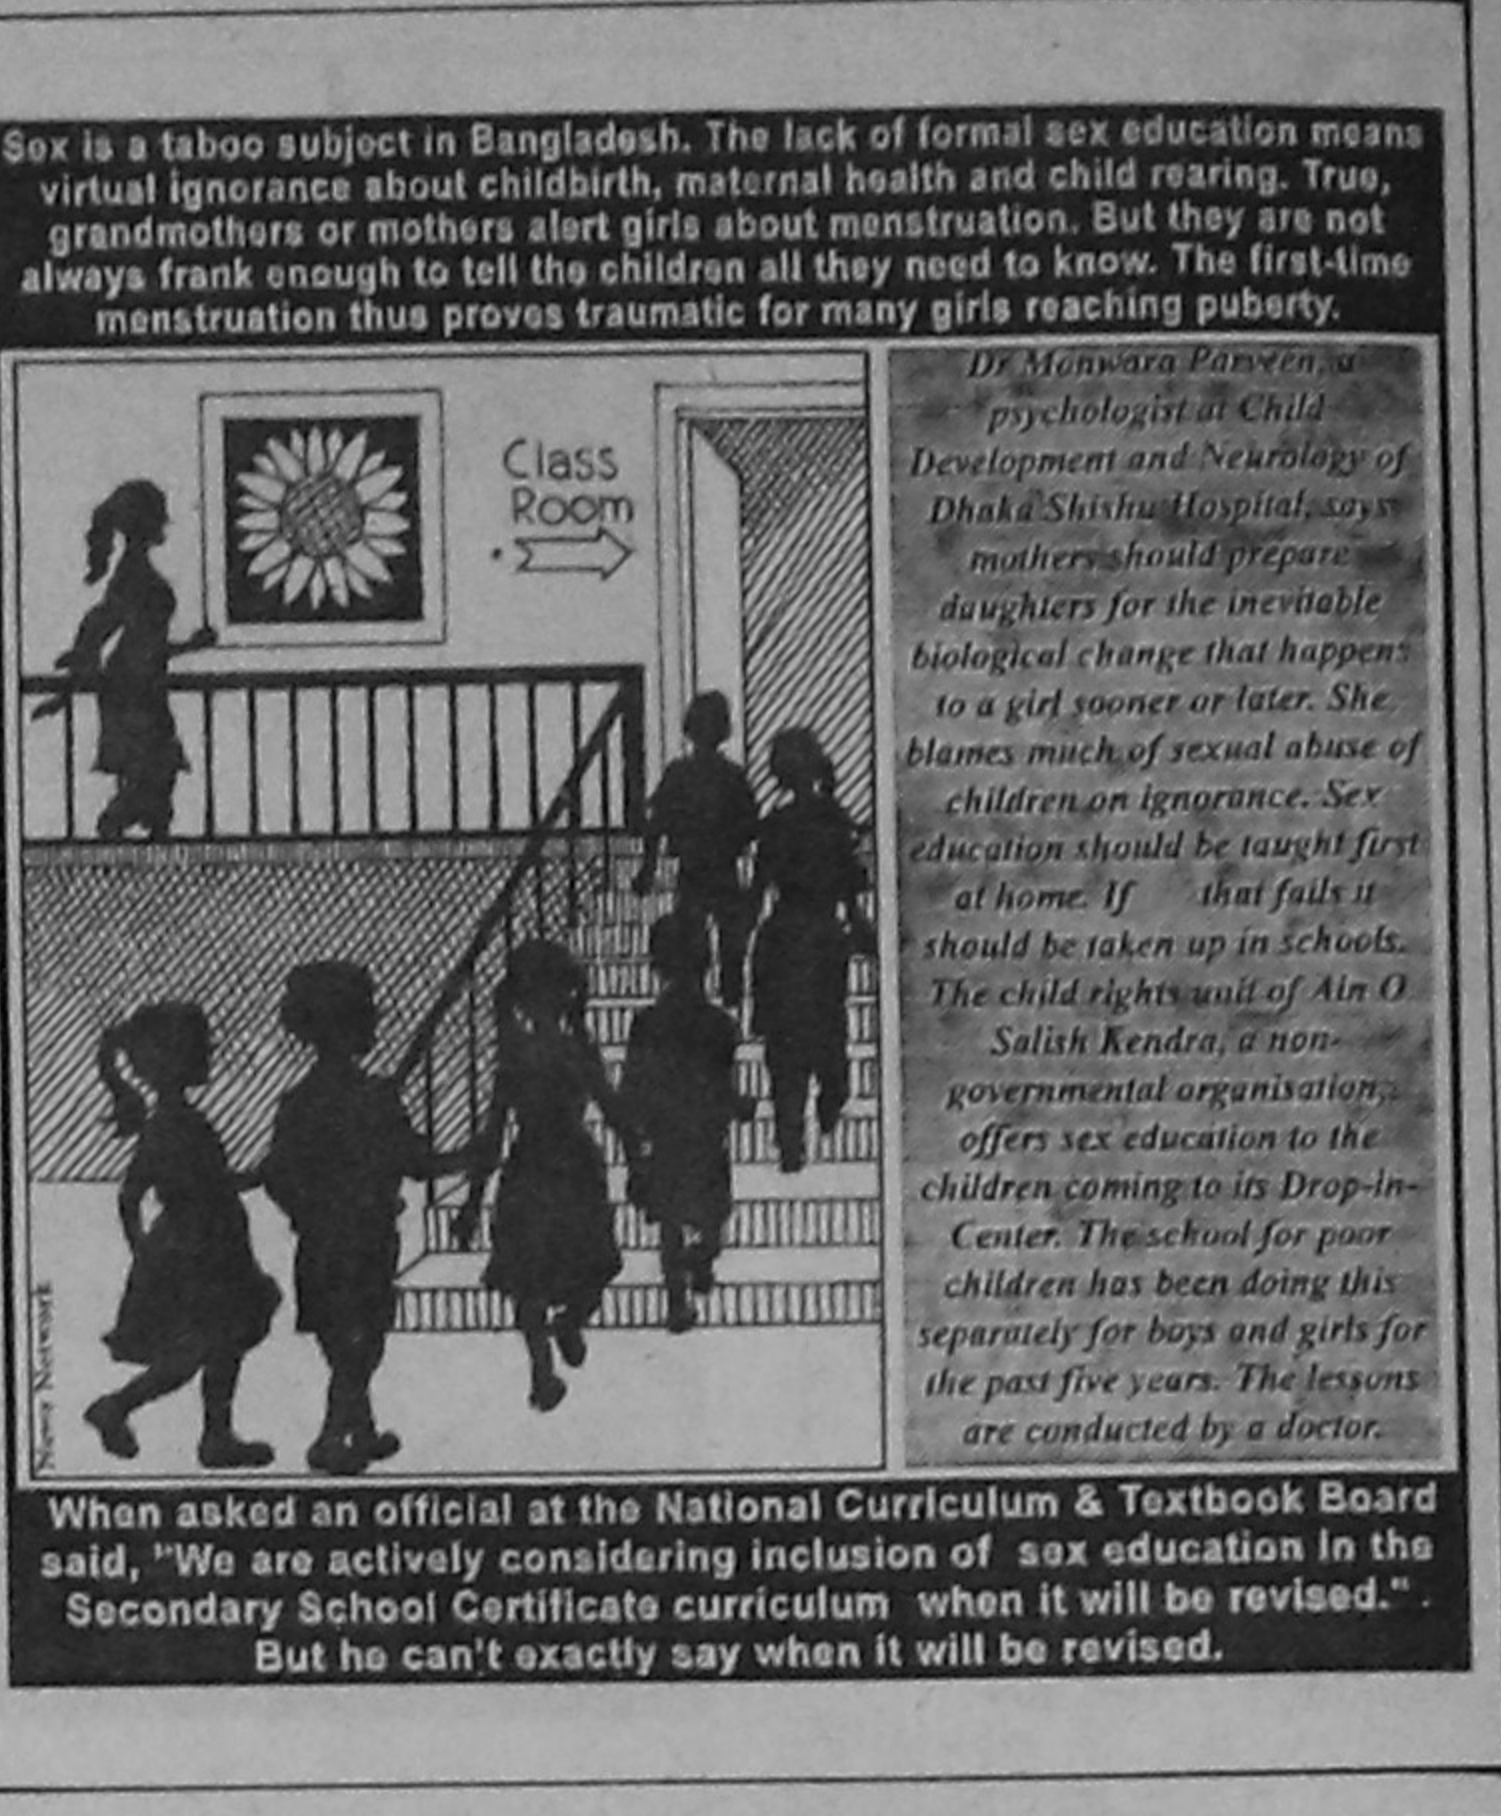 Sex is a taboo subject in Bangladesh. The lack of formal sex education means
virtual ignorance about childbirth, maternal health and child rearing. True,
grandmothers or mothers alert girls about menstruation. But they are not
always frank enough to tell the children all they need to know. The first-time
menstruation thus proves traumatic for many girls reaching puberty.
Class
Room
News Network
Dr Monwara Parveen, a
psychologist at Child
Development and Neurology of
Dhaka Shishu Hospital, says
mothers should prepare
daughters for the inevitable
biological change that happens
to a girl sooner or later. She
blames much of sexual abuse of
children on ignorance. Sex
education should be taught first
at home. If that fails it
should be taken up in schools.
The child rights unit of Ain O
Salish Kendra, a non-
governmental organisation,
offers sex education to the
children coming to its Drop-in-
Center. The school for poor
children has been doing this
separately for boys and girls for
the past five years. The lessons
are conducted by a doctor.
When asked an official at the National Curriculum & Textbook Board
said, "We are actively considering inclusion of sex education in the
Secondary School Certificate curriculum when it will be revised."
But he can't exactly say when it will be revised.